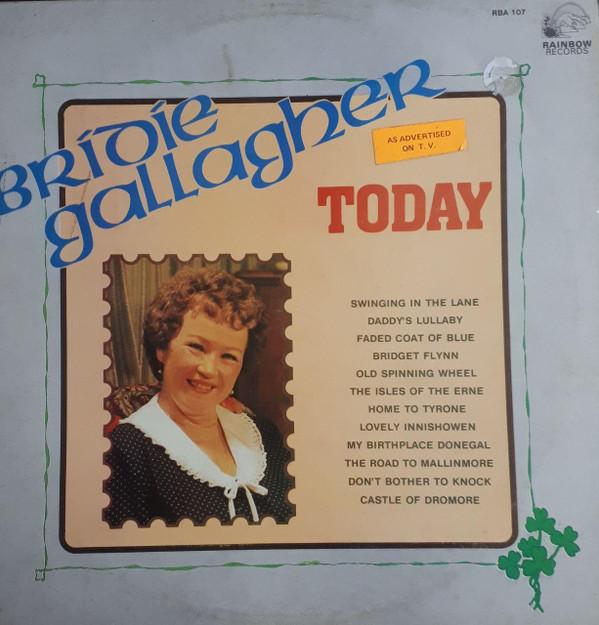 RBA 107
RAINBOW
RECORDS
BRIDIE
GALLAGHER
AS ADVERTISED
ON T.V.
TODAY
SWINGING IN THE LANE
DADDY'S LULLABY
FADED COAT OF BLUE
BRIDGET FLYNN
OLD SPINNING WHEEL
THE ISLES OF THE ERNE
HOME TO TYRONE
LOVELY INNISHOWEN
MY BIRTHPLACE DONEGAL
THE ROAD TO MALLINMORE
DON'T BOTHER TO KNOCK
CASTLE OF DROMORE